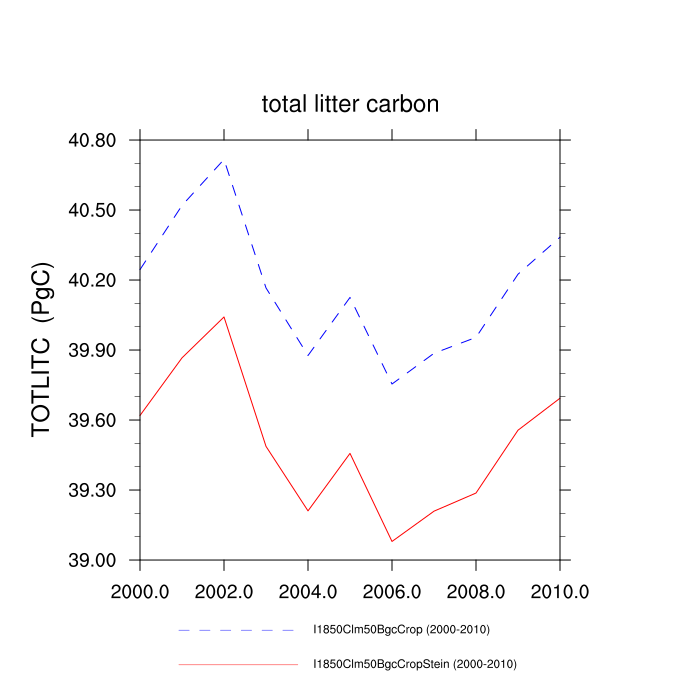 total litter carbon
40.80
40.50
40.20
39.90
39.60
39.30
39.00
TOTLITC (PgC)
2000.0 2002.0 2004.0 2006.0 2008.0 2010.0
I1850Clm50BgcCrop (2000-2010)
I1850Clm50BgcCropStein (2000-2010)